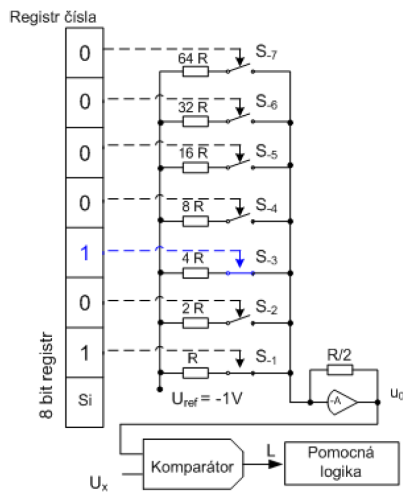 Registr čísla
0
64 R
S-7
0
32 R
S-6
0
16 R
S-5
0
8 R
S-4
1
4 R
S-3
0
2 R
S-2
1
R
S-1
Si
8 bit registr
Uref = -1V
R/2
-A
u0
Komparátor
L
Pomocná
logika
Ux